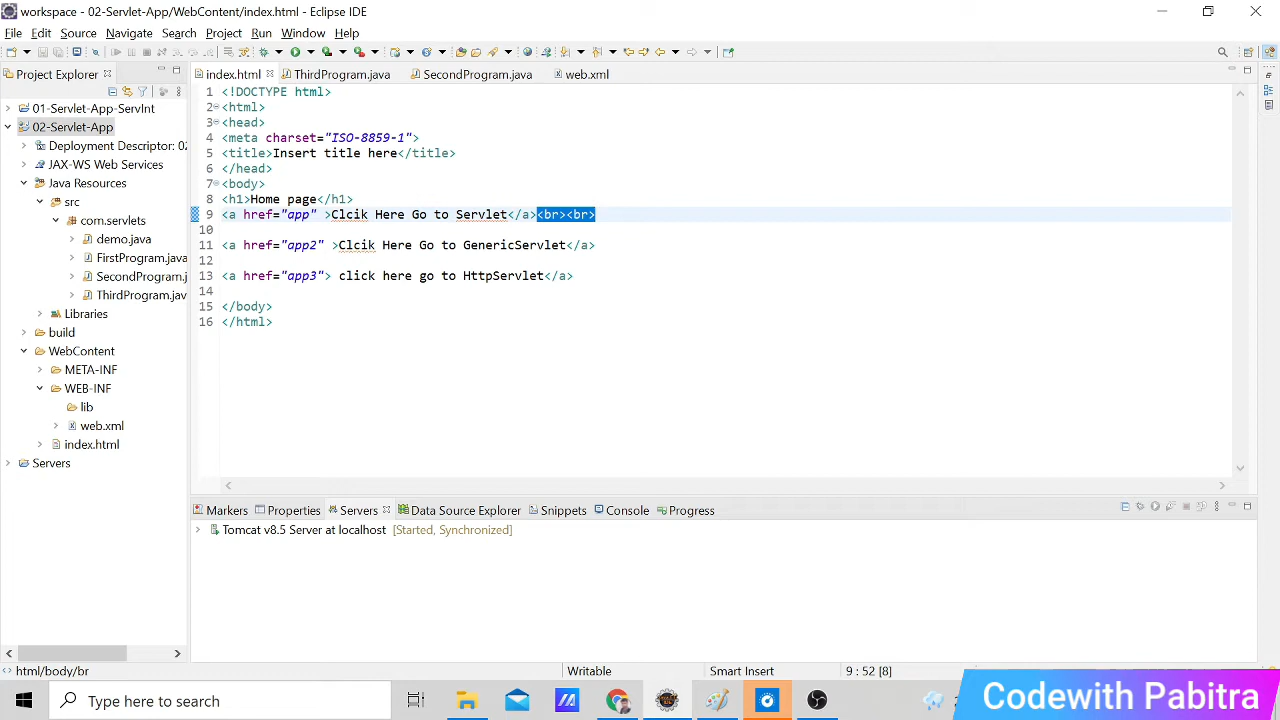 workspace - 02-Servlet-App/WebContent/index.html - Eclipse IDE
File Edit Source Navigate Search Project Run Window Help
Project Explorer
index.html ThirdProgram.java SecondProgram.java web.xml
01-Servlet-App-ServInt
02-Servlet-App
Deployment Descriptor: 02
JAX-WS Web Services
Java Resources
src
com.servlets
demo.java
FirstProgram.java
SecondProgram.j
ThirdProgram.java
Libraries
build
WebContent
META-INF
WEB-INF
lib
web.xml
index.html
Servers
1 <!DOCTYPE html>
2 <html>
3 <head>
4 <meta charset="ISO-8859-1">
5 <title>Insert title here</title>
6 </head>
7 <body>
8 <h1>Home page</h1>
9 <a href="app" >Clcik Here Go to Servlet</a><br><br>
10
11 <a href="app2" >Clcik Here Go to GenericServlet</a>
12
13 <a href="app3"> click here go to HttpServlet</a>
14
15 </body>
16 </html>
Markers Properties Servers Data Source Explorer Snippets Console Progress
Tomcat v8.5 Server at localhost [Started, Synchronized]
html/body/br Writable Smart Insert 9 : 52 [8]
Type here to search
Codewith Pabitra